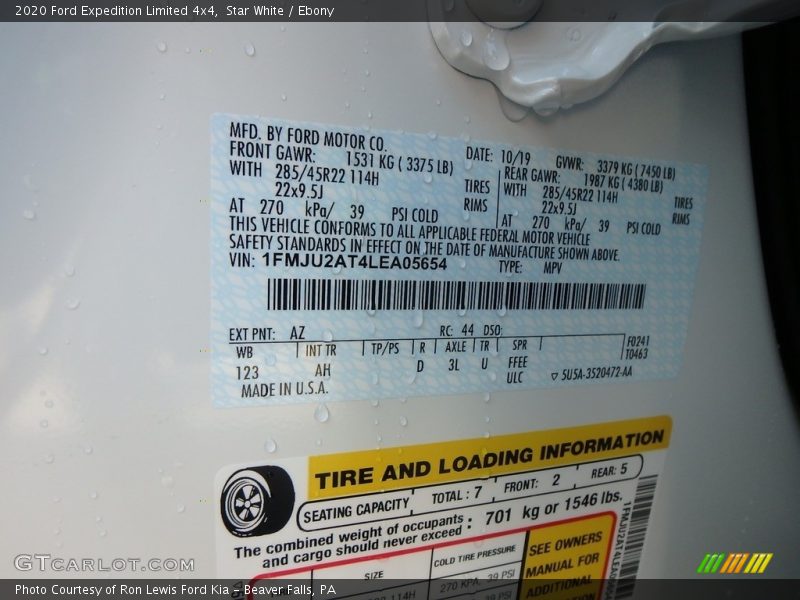 2020 Ford Expedition Limited 4x4, Star White / Ebony
MFD. BY FORD MOTOR CO.
DATE: 10/19 GVWR: 3379 KG ( 7450 LB)
FRONT GAWR: 1531 KG ( 3375 LB)
REAR GAWR: 1987 KG ( 4380 LB)
WITH 285/45R22 114H TIRES
WITH 285/45R22 114H TIRES
22x9.5J RIMS
22x9.5J RIMS
AT 270 kPa/ 39 PSI COLD
AT 270 kPa/ 39 PSI COLD
THIS VEHICLE CONFORMS TO ALL APPLICABLE FEDERAL MOTOR VEHICLE
SAFETY STANDARDS IN EFFECT ON THE DATE OF MANUFACTURE SHOWN ABOVE.
VIN: 1FMJU2AT4LEA05654 TYPE: MPV
EXT PNT: AZ RC: 44 DSO:
WB INT TR TP/PS R AXLE TR SPR
F0241
T0463
123 AH D 3L U FFEE
ULC
MADE IN U.S.A.
▽ 5U5A-3520472-AA
TIRE AND LOADING INFORMATION
SEATING CAPACITY TOTAL : 7 FRONT: 2 REAR: 5
The combined weight of occupants
and cargo should never exceed : 701 kg or 1546 lbs.
SIZE COLD TIRE PRESSURE
270 KPA, 39 PSI
114H
39 PSI
SEE OWNERS
MANUAL FOR
ADDITIONAL
GTCarLot.com
Photo Courtesy of Ron Lewis Ford Kia - Beaver Falls, PA